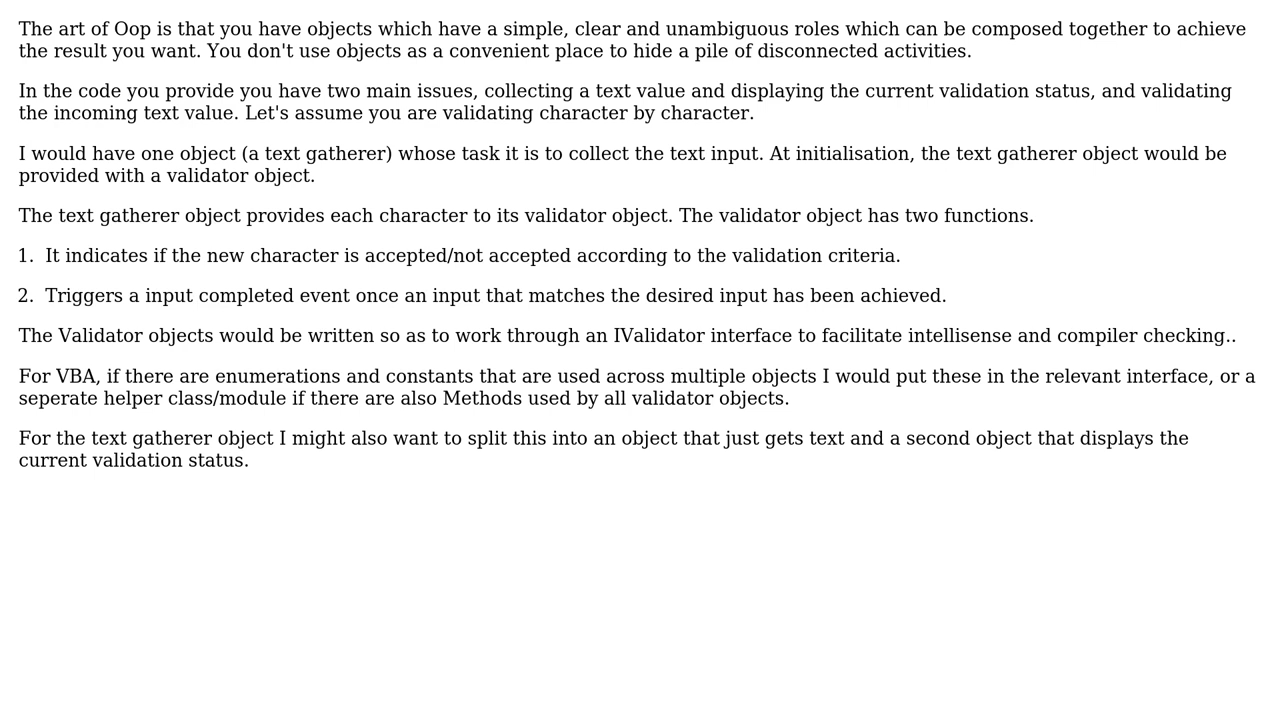 The art of Oop is that you have objects which have a simple, clear and unambiguous roles which can be composed together to achieve
the result you want. You don't use objects as a convenient place to hide a pile of disconnected activities.
In the code you provide you have two main issues, collecting a text value and displaying the current validation status, and validating
the incoming text value. Let's assume you are validating character by character.
I would have one object (a text gatherer) whose task it is to collect the text input. At initialisation, the text gatherer object would be
provided with a validator object.
The text gatherer object provides each character to its validator object. The validator object has two functions.
1. It indicates if the new character is accepted/not accepted according to the validation criteria.
2. Triggers a input completed event once an input that matches the desired input has been achieved.
The Validator objects would be written so as to work through an IValidator interface to facilitate intellisense and compiler checking..
For VBA, if there are enumerations and constants that are used across multiple objects I would put these in the relevant interface, or a
seperate helper class/module if there are also Methods used by all validator objects.
For the text gatherer object I might also want to split this into an object that just gets text and a second object that displays the
current validation status.